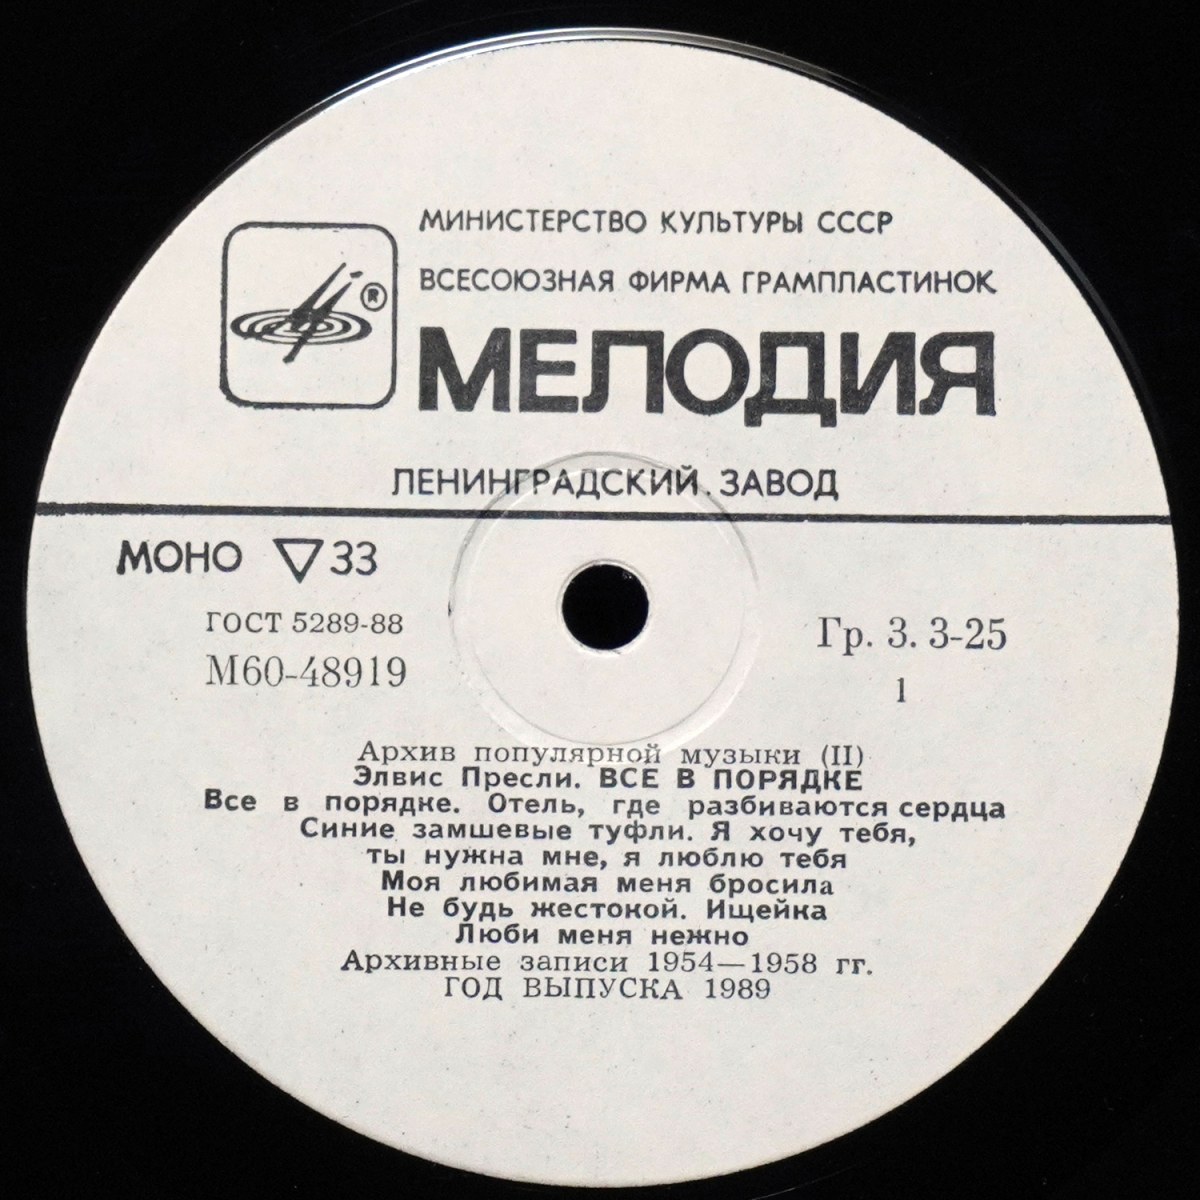 МИНИСТЕРСТВО КУЛЬТУРЫ СССР
ВСЕСОЮЗНАЯ ФИРМА ГРАМПЛАСТИНОК
®
МЕЛОДИЯ
ЛЕНИНГРАДСКИЙ ЗАВОД
МОНО ▽ 33
ГОСТ 5289-88
М60-48919
Гр. 3. 3-25
1
Архив популярной музыки (II)
Элвис Пресли. ВСЕ В ПОРЯДКЕ
Все в порядке. Отель, где разбиваются сердца
Синие замшевые туфли. Я хочу тебя,
ты нужна мне, я люблю тебя
Моя любимая меня бросила
Не будь жестокой. Ищейка
Люби меня нежно
Архивные записи 1954—1958 гг.
ГОД ВЫПУСКА 1989